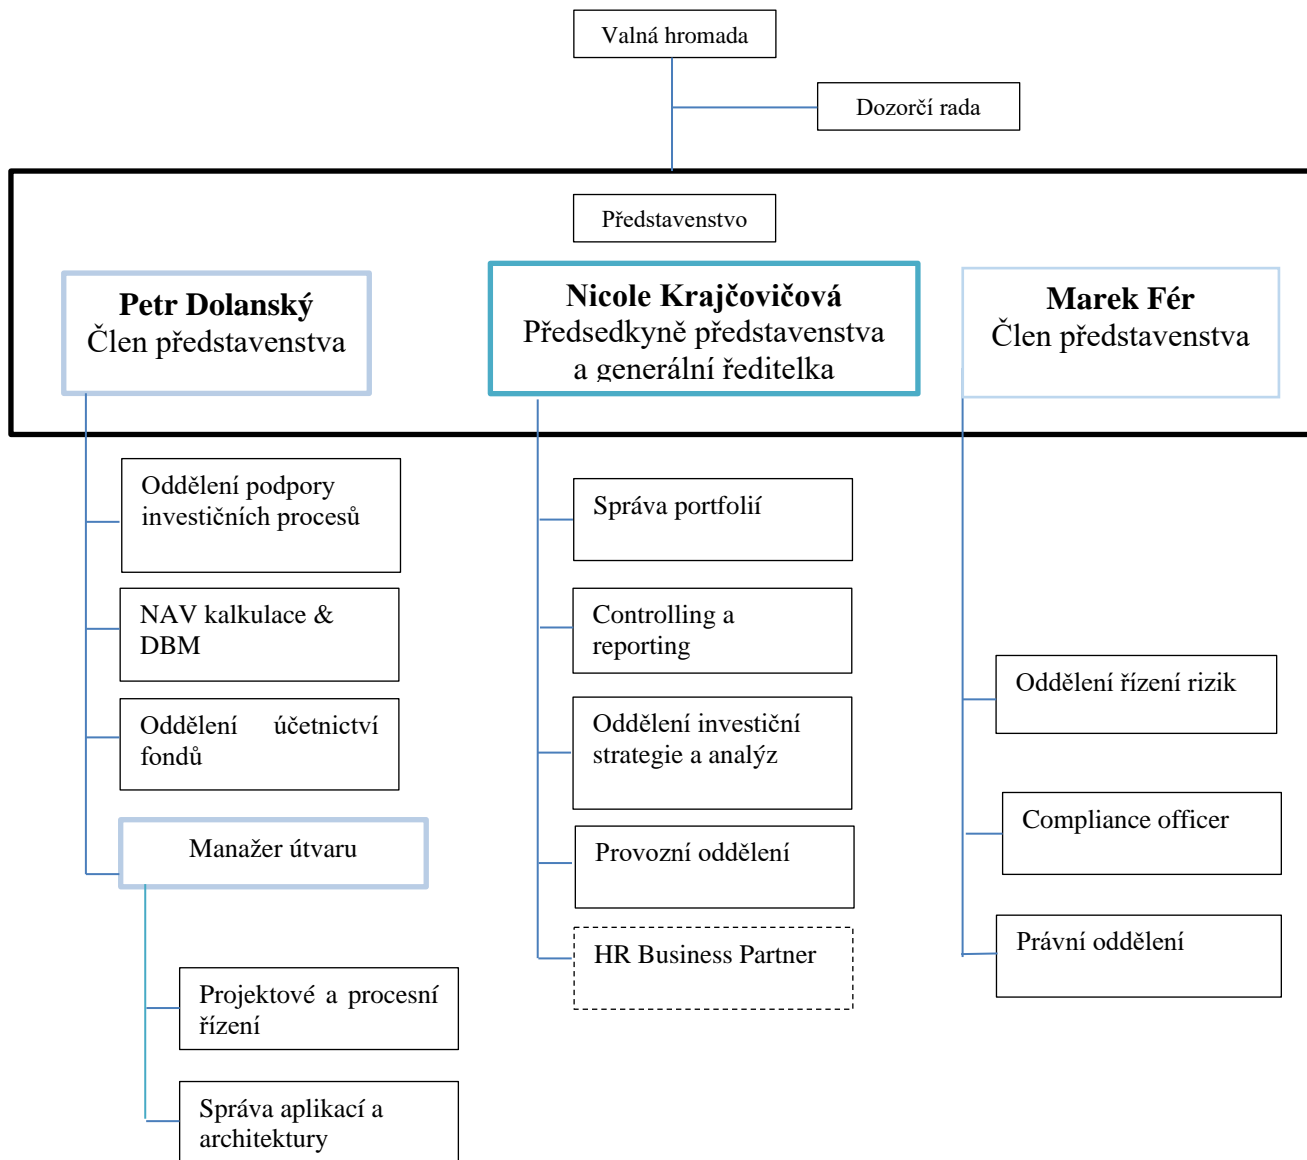 Valná hromada
Dozorčí rada
Představenstvo
Petr Dolanský
Člen představenstva
Nicole Krajčovičová
Předsedkyně představenstva
a generální ředitelka
Marek Fér
Člen představenstva
Oddělení podpory
investičních procesů
NAV kalkulace &
DBM
Oddělení účetnictví
fondů
Manažer útvaru
Projektové a procesní
řízení
Správa aplikací a
architektury
Správa portfolií
Controlling a
reporting
Oddělení investiční
strategie a analýz
Provozní oddělení
HR Business Partner
Oddělení řízení rizik
Compliance officer
Právní oddělení